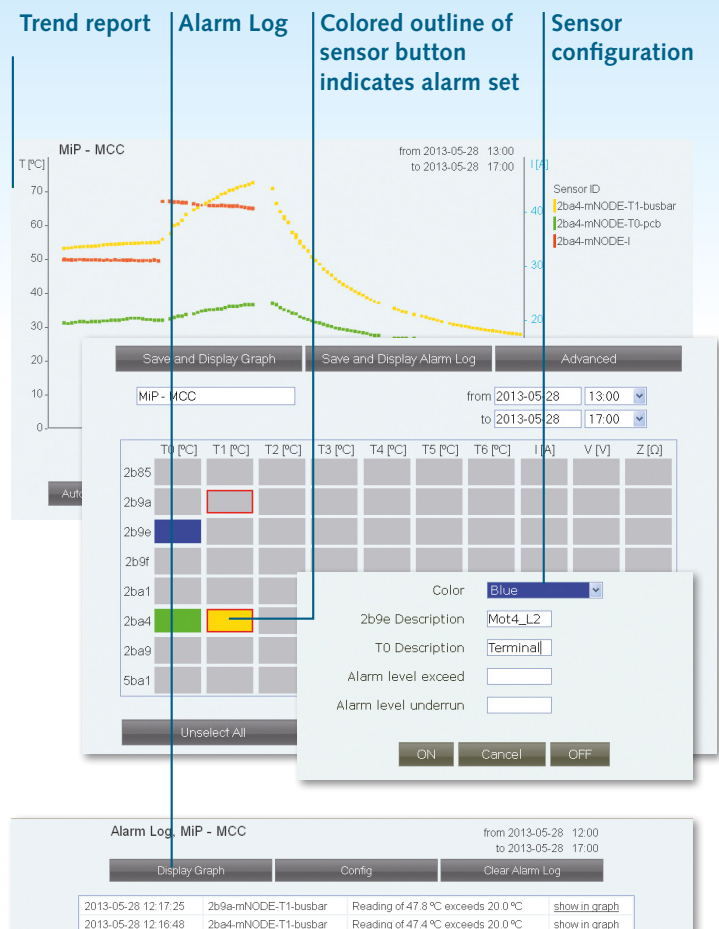 Trend report
Alarm Log
Colored outline of
sensor button
indicates alarm set
Sensor
configuration
MiP - MCC
from 2013-05-28 13:00
to 2013-05-28 17:00
T [ºC]
I [A]
70
60
50
40
30
20
10
0
40
30
20
Sensor ID
2ba4-mNODE-T1-busbar
2ba4-mNODE-T0-pcb
2ba4-mNODE-I
Save and Display Graph
Save and Display Alarm Log
Advanced
MiP - MCC
from 2013-05-28 13:00
to 2013-05-28 17:00
T0 [ºC] T1 [ºC] T2 [ºC] T3 [ºC] T4 [ºC] T5 [ºC] T6 [ºC] I [A] V [V] Z [Ω]
2b85
2b9a
2b9e
2b9f
2ba1
2ba4
2ba9
5ba1
Unselect All
Color Blue
2b9e Description Mot4_L2
T0 Description Terminal
Alarm level exceed
Alarm level underrun
ON Cancel OFF
Alarm Log, MiP - MCC
from 2013-05-28 12:00
to 2013-05-28 17:00
Display Graph Config Clear Alarm Log
2013-05-28 12:17:25 2b9a-mNODE-T1-busbar Reading of 47.8 ºC exceeds 20.0 ºC show in graph
2013-05-28 12:16:48 2ba4-mNODE-T1-busbar Reading of 47.4 ºC exceeds 20.0 ºC show in graph